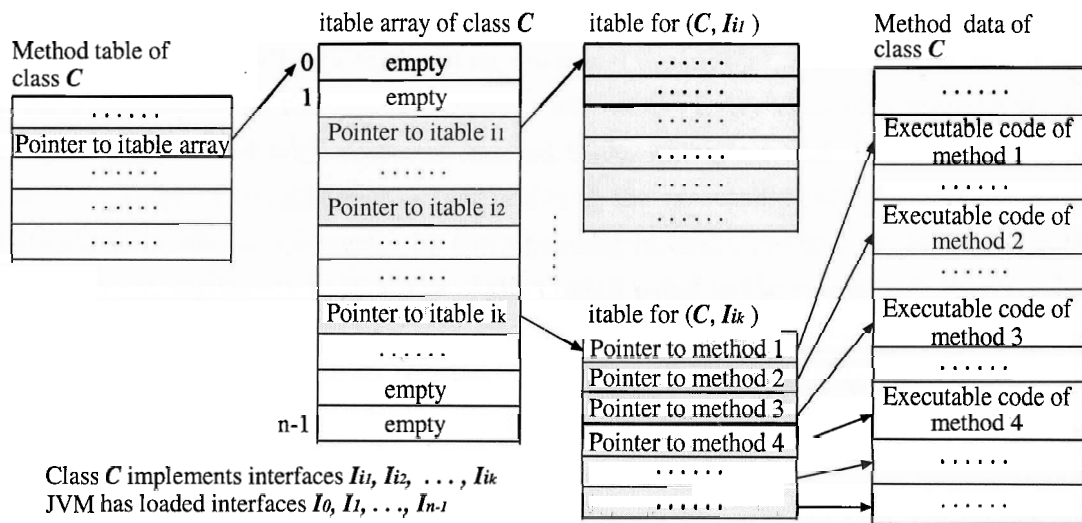 Method table of
class C
. . . . . .
Pointer to itable array
. . . . . .
. . . . . .
. . . . . .
itable array of class C
0 empty
1 empty
Pointer to itable i1
. . . . . .
Pointer to itable i2
. . . . . .
. . . . . .
Pointer to itable ik
. . . . . .
empty
n-1 empty
itable for (C, Ii1)
. . . . . .
. . . . . .
. . . . . .
. . . . . .
. . . . . .
. . . . . .
itable for (C, Iik )
Pointer to method 1
Pointer to method 2
Pointer to method 3
Pointer to method 4
. . . . . .
. . . . . .
Method data of
class C
. . . . . .
Executable code of
method 1
. . . . . .
Executable code of
method 2
. . . . . .
Executable code of
method 3
. . . . . .
Executable code of
method 4
. . . . . .
. . . . . .
Class C implements interfaces Ii1, Ii2, . . . , Iik
JVM has loaded interfaces I0, I1, . . ., In-1